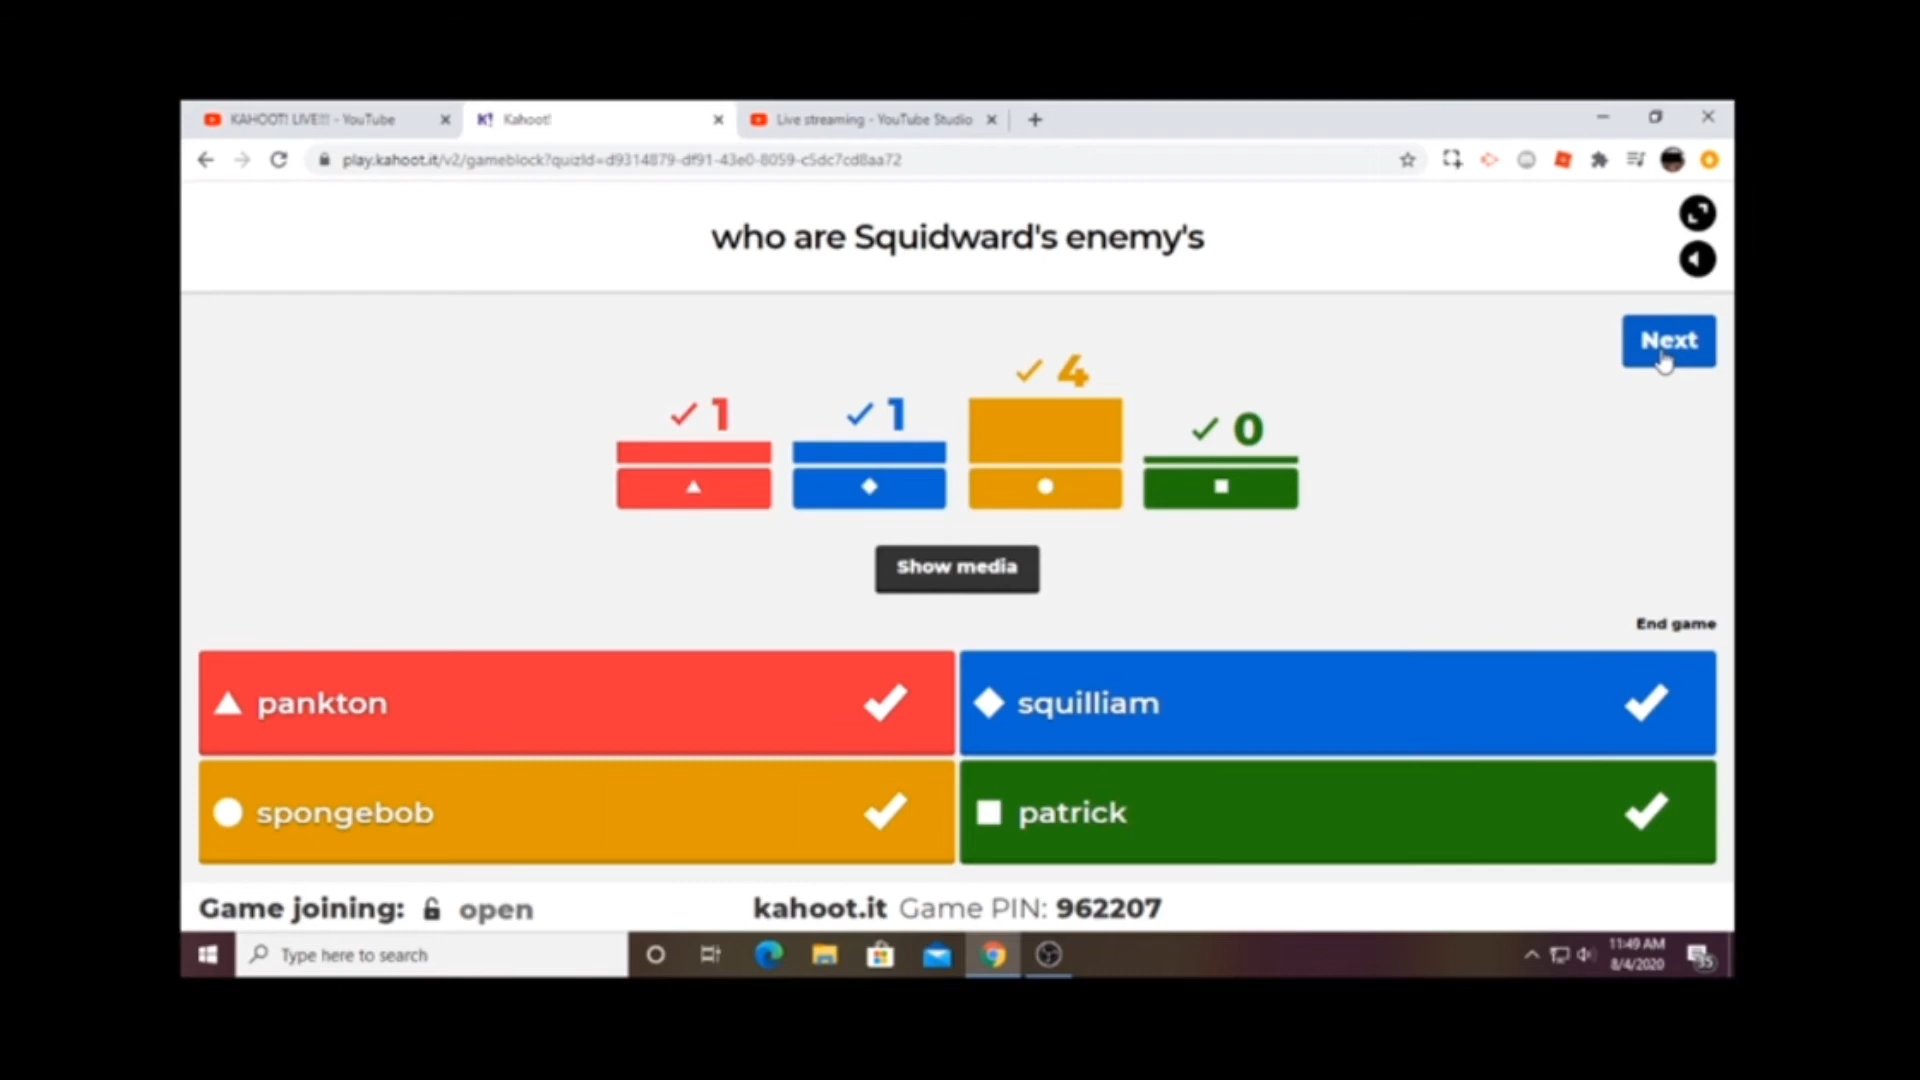 KAHOOT! LIVE!!! - YouTube
Kahoot!
Live streaming - YouTube Studio
play.kahoot.it/v2/gameblock?quizId=d9314879-df91-43e0-8059-c5dc7cd8aa72
who are Squidward's enemy's
Next
1
1
4
0
Show media
End game
pankton
squilliam
spongebob
patrick
Game joining: open
kahoot.it Game PIN: 962207
Type here to search
11:49 AM
8/4/2020
35